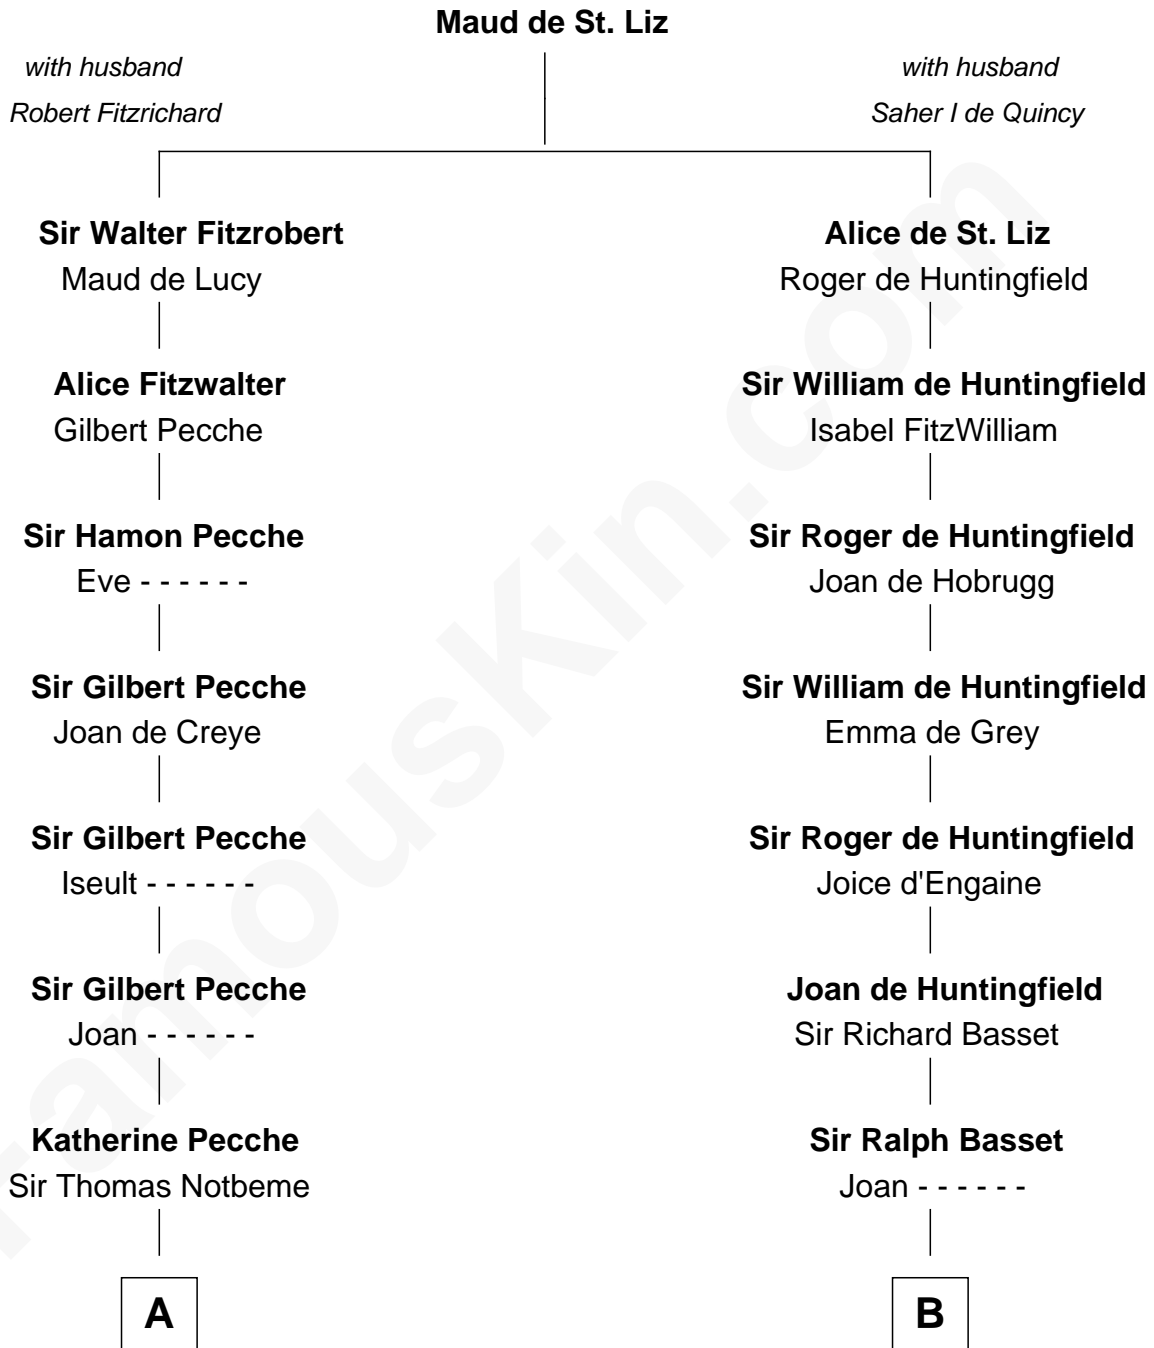 Maud de St. Liz
with husband
Robert Fitzrichard
with husband
Saher I de Quincy
Sir Walter Fitzrobert
Maud de Lucy
Alice de St. Liz
Roger de Huntingfield
Alice Fitzwalter
Gilbert Pecche
Sir William de Huntingfield
Isabel FitzWilliam
Sir Hamon Pecche
Eve - - - - - -
Sir Roger de Huntingfield
Joan de Hobrugg
Sir Gilbert Pecche
Joan de Creye
Sir William de Huntingfield
Emma de Grey
Sir Gilbert Pecche
Iseult - - - - - -
Sir Roger de Huntingfield
Joice d'Engaine
Sir Gilbert Pecche
Joan - - - - - -
Joan de Huntingfield
Sir Richard Basset
Katherine Pecche
Sir Thomas Notbeme
Sir Ralph Basset
Joan - - - - - -
A
B
famouskin.com